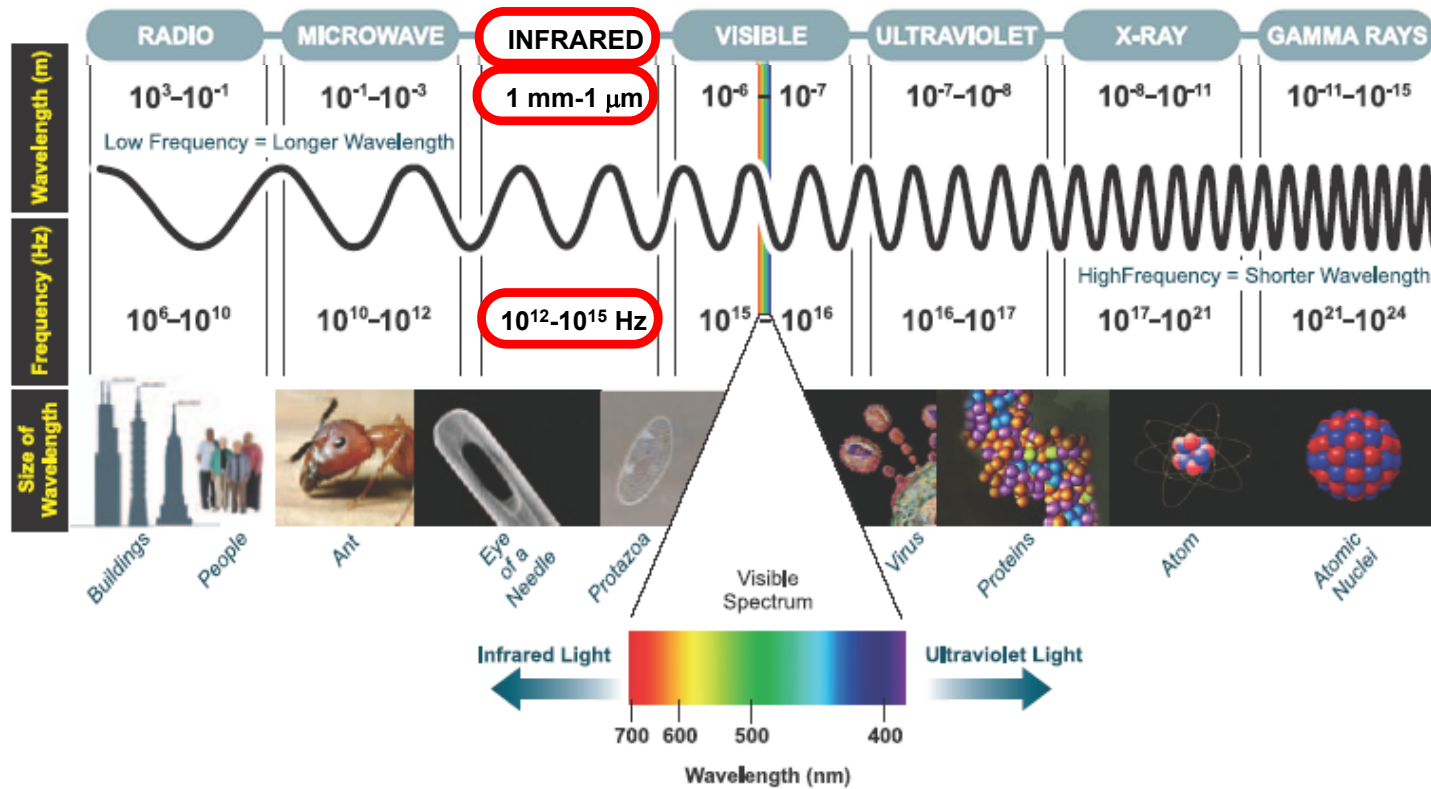 RADIO MICROWAVE INFRARED VISIBLE ULTRAVIOLET X-RAY GAMMA RAYS
Wavelength (m)
10³–10⁻¹ 10⁻¹–10⁻³ 1 mm-1 μm 10⁻⁶ 10⁻⁷ 10⁻⁷–10⁻⁸ 10⁻⁸–10⁻¹¹ 10⁻¹¹–10⁻¹⁵
Low Frequency = Longer Wavelength
Frequency (Hz)
HighFrequency = Shorter Wavelength
10⁶–10¹⁰ 10¹⁰–10¹² 10¹²-10¹⁵ Hz 10¹⁵–10¹⁶ 10¹⁶–10¹⁷ 10¹⁷–10²¹ 10²¹–10²⁴
Size of
Wavelength
Buildings
People
Ant
Eye
of a
Needle
Protazoa
Virus
Proteins
Atom
Atomic
Nuclei
Visible
Spectrum
Infrared Light
Ultraviolet Light
700 600 500 400
Wavelength (nm)